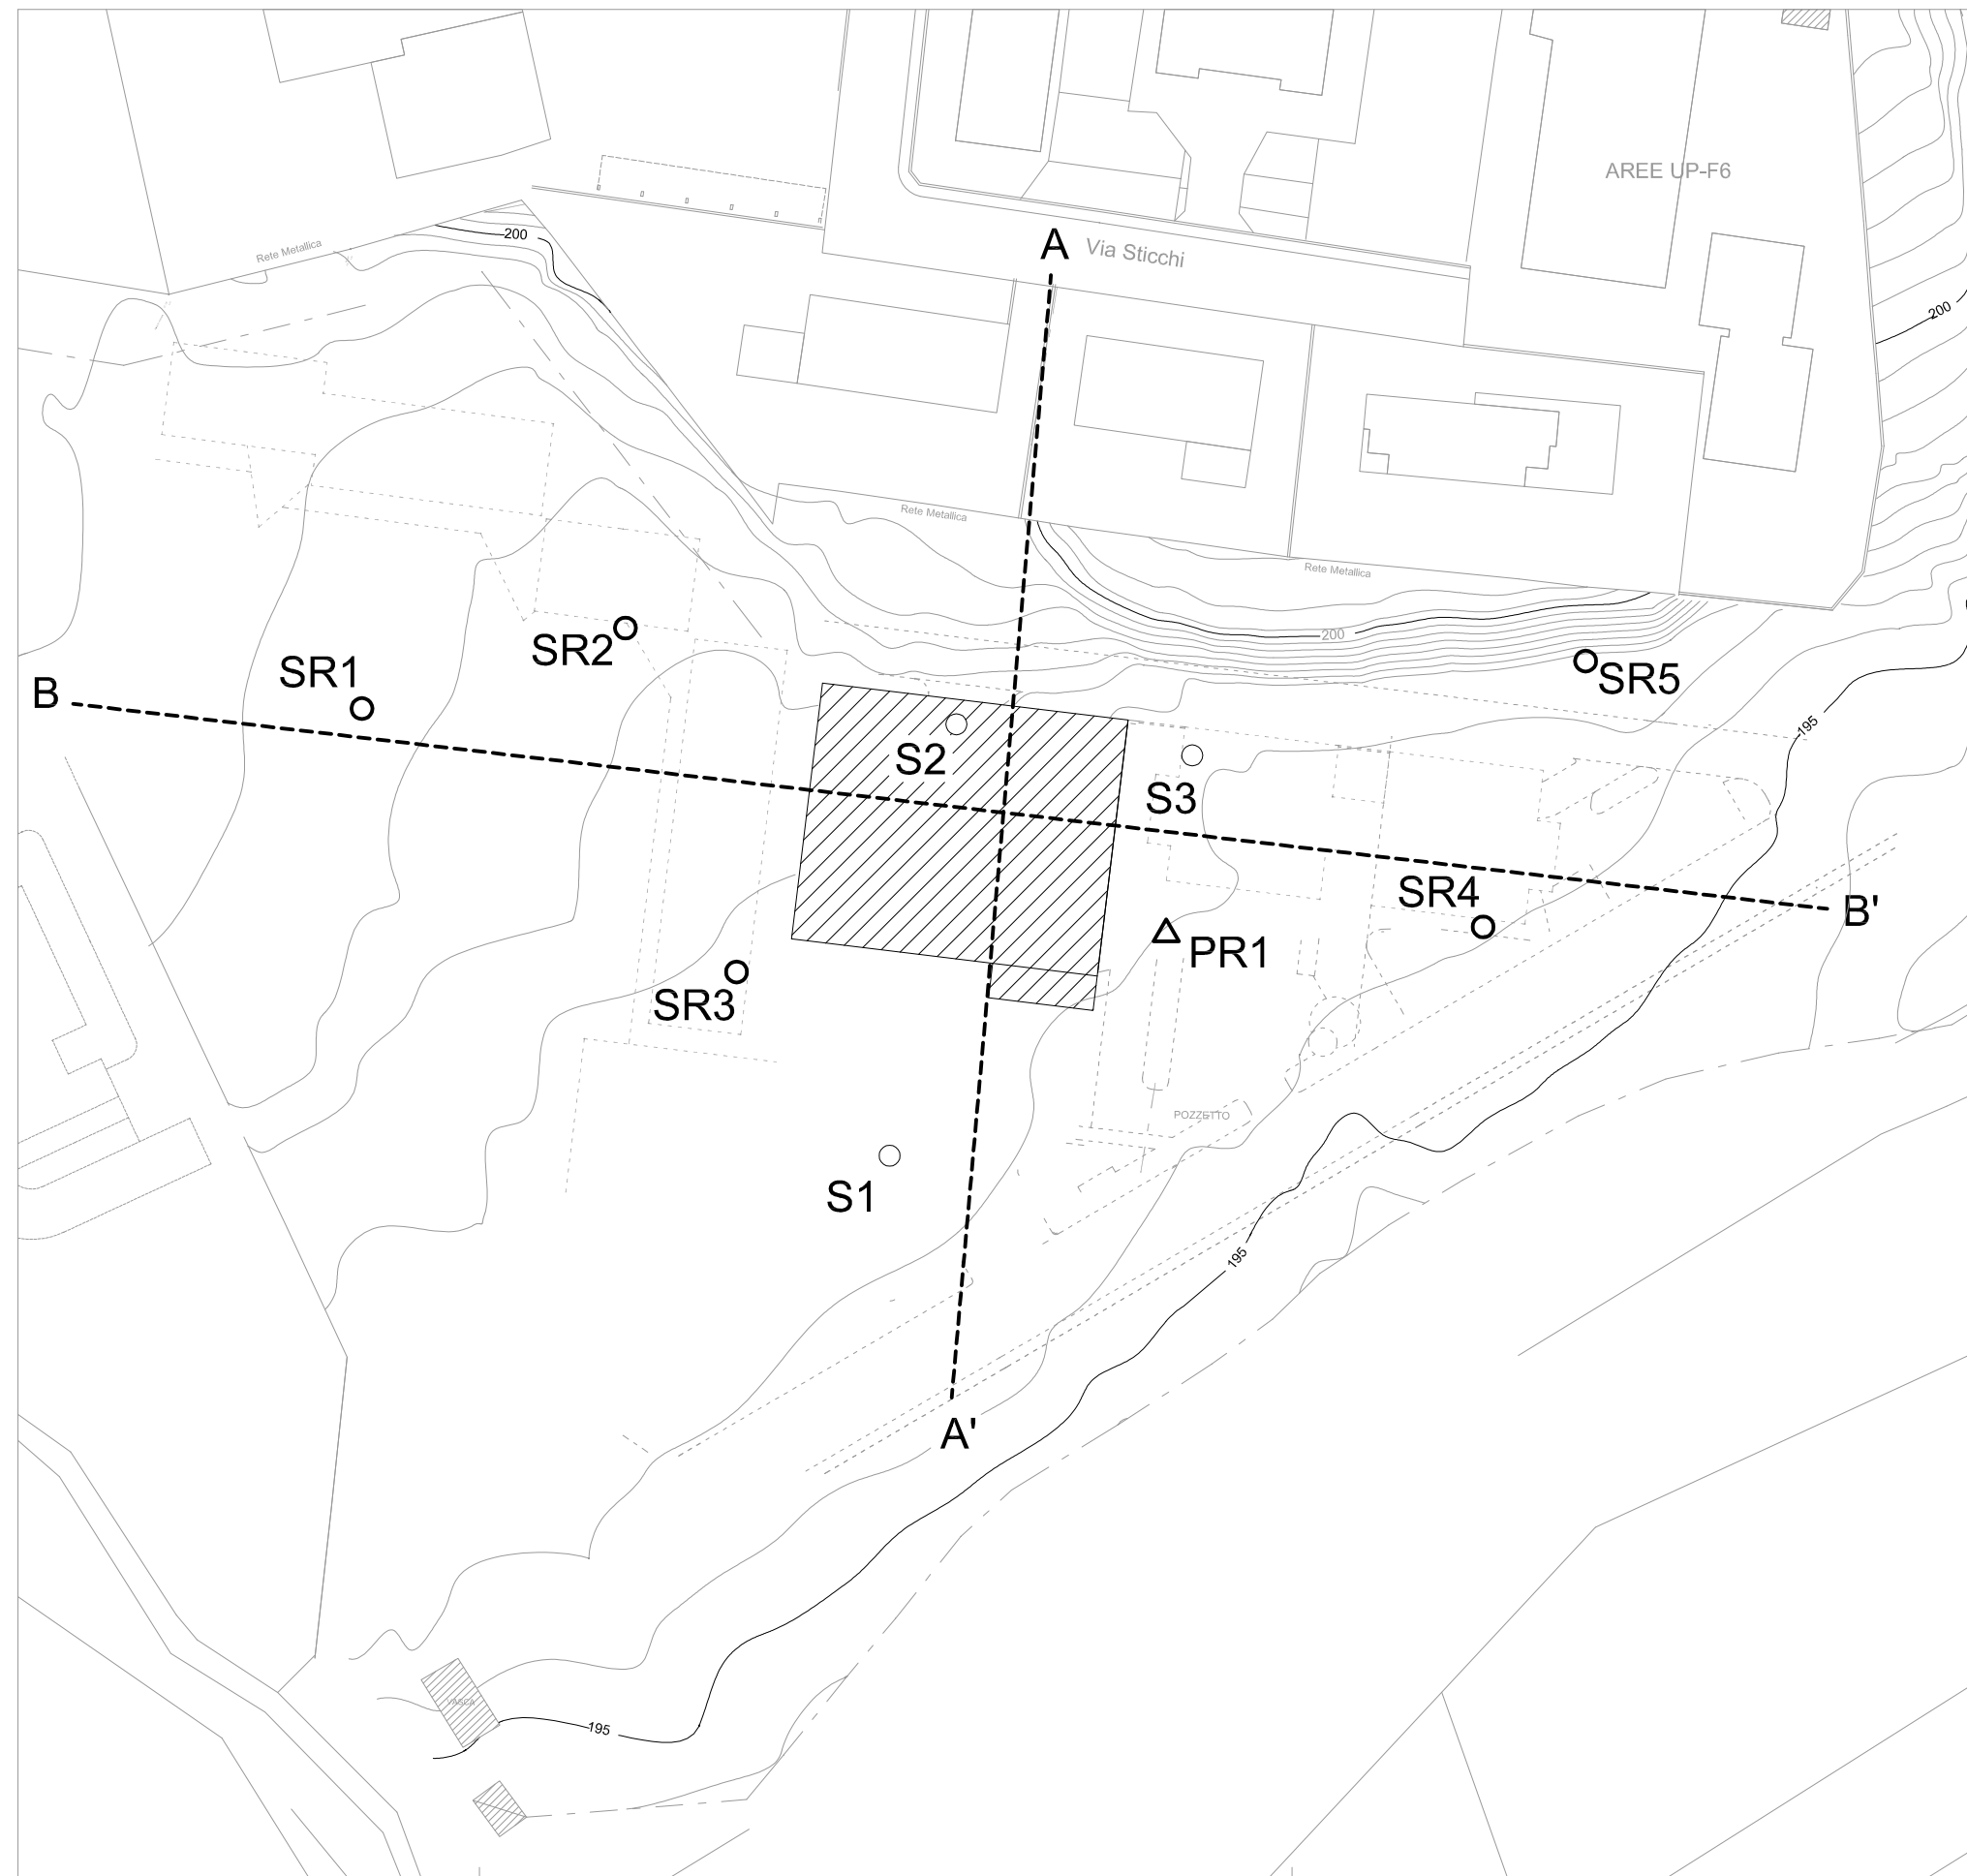 AREE UP-F6
200
A
Via Sticchi
Rete Metallica
200
Rete Metallica
Rete Metallica
200
SR2
SR1
SR5
B
195
S2
S3
SR4
B'
PR1
SR3
POZZETTO
S1
195
A'
VASCA
195